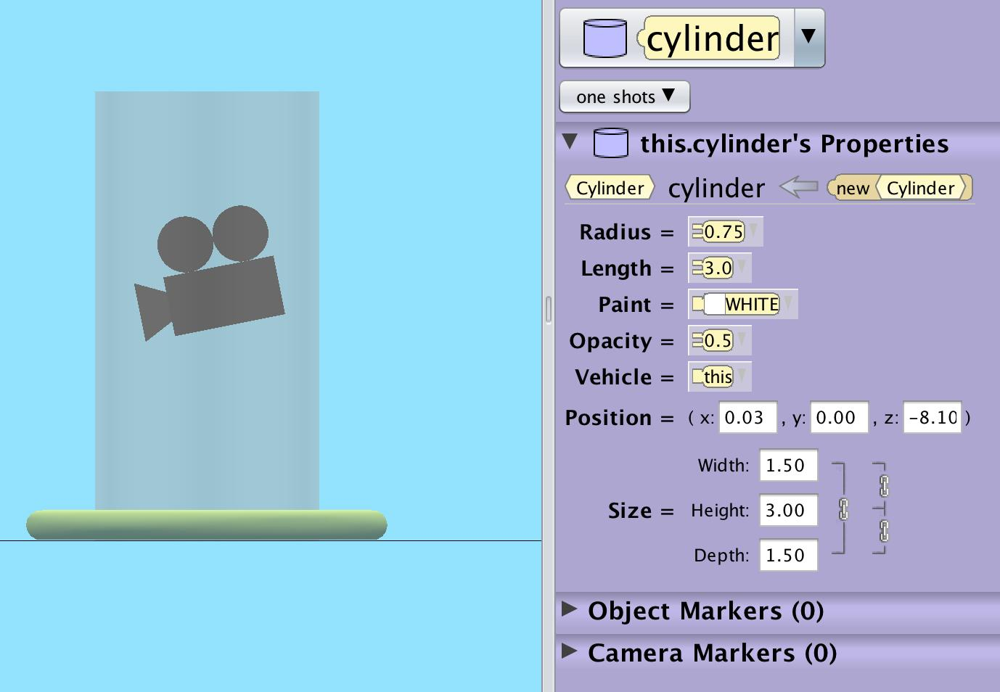 cylinder
one shots
this.cylinder's Properties
Cylinder cylinder new Cylinder
Radius = 0.75
Length = 3.0
Paint = WHITE
Opacity = 0.5
Vehicle = this
Position = ( x: 0.03 , y: 0.00 , z: -8.10 )
Width: 1.50
Size = Height: 3.00
Depth: 1.50
Object Markers (0)
Camera Markers (0)